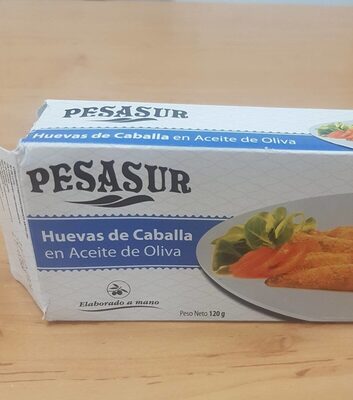 PESASUR
Huevas de Caballa en Aceite de Oliva
PESASUR
Huevas de Caballa
en Aceite de Oliva
Elaborado a mano
Peso Neto 120 g